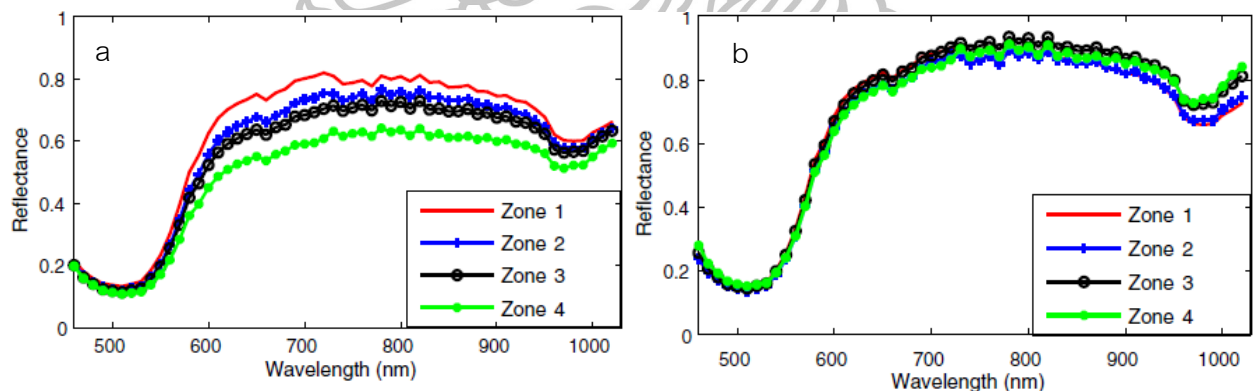 a
1
0.8
0.6
0.4
0.2
0
Reflectance
500 600 700 800 900 1000
Wavelength (nm)
Zone 1
Zone 2
Zone 3
Zone 4
b
1
0.8
0.6
0.4
0.2
0
Reflectance
500 600 700 800 900 1000
Wavelength (nm)
Zone 1
Zone 2
Zone 3
Zone 4